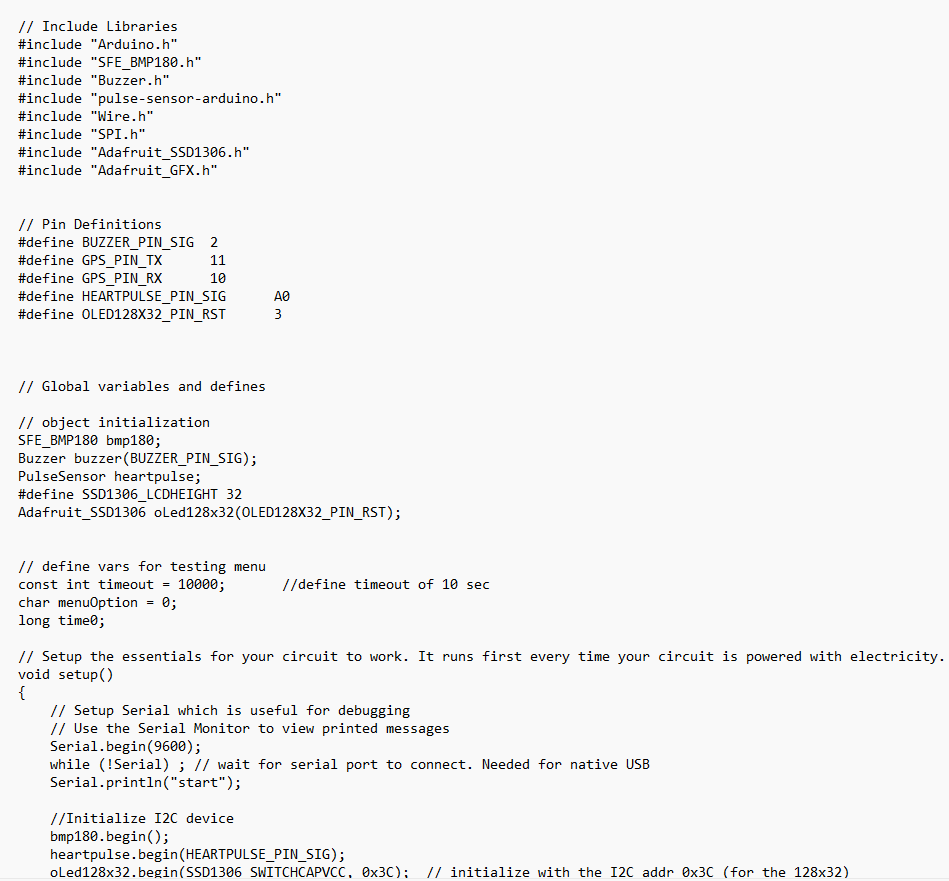 // Include Libraries
#include "Arduino.h"
#include "SFE_BMP180.h"
#include "Buzzer.h"
#include "pulse-sensor-arduino.h"
#include "Wire.h"
#include "SPI.h"
#include "Adafruit_SSD1306.h"
#include "Adafruit_GFX.h"
// Pin Definitions
#define BUZZER_PIN_SIG  2
#define GPS_PIN_TX      11
#define GPS_PIN_RX      10
#define HEARTPULSE_PIN_SIG      A0
#define OLED128X32_PIN_RST      3
// Global variables and defines
// object initialization
SFE_BMP180 bmp180;
Buzzer buzzer(BUZZER_PIN_SIG);
PulseSensor heartpulse;
#define SSD1306_LCDHEIGHT 32
Adafruit_SSD1306 oLed128x32(OLED128X32_PIN_RST);
// define vars for testing menu
const int timeout = 10000;       //define timeout of 10 sec
char menuOption = 0;
long time0;
// Setup the essentials for your circuit to work. It runs first every time your circuit is powered with electricity.
void setup()
{
    // Setup Serial which is useful for debugging
    // Use the Serial Monitor to view printed messages
    Serial.begin(9600);
    while (!Serial) ; // wait for serial port to connect. Needed for native USB
    Serial.println("start");
    //Initialize I2C device
    bmp180.begin();
    heartpulse.begin(HEARTPULSE_PIN_SIG);
    oLed128x32.begin(SSD1306_SWITCHCAPVCC, 0x3C);  // initialize with the I2C addr 0x3C (for the 128x32)